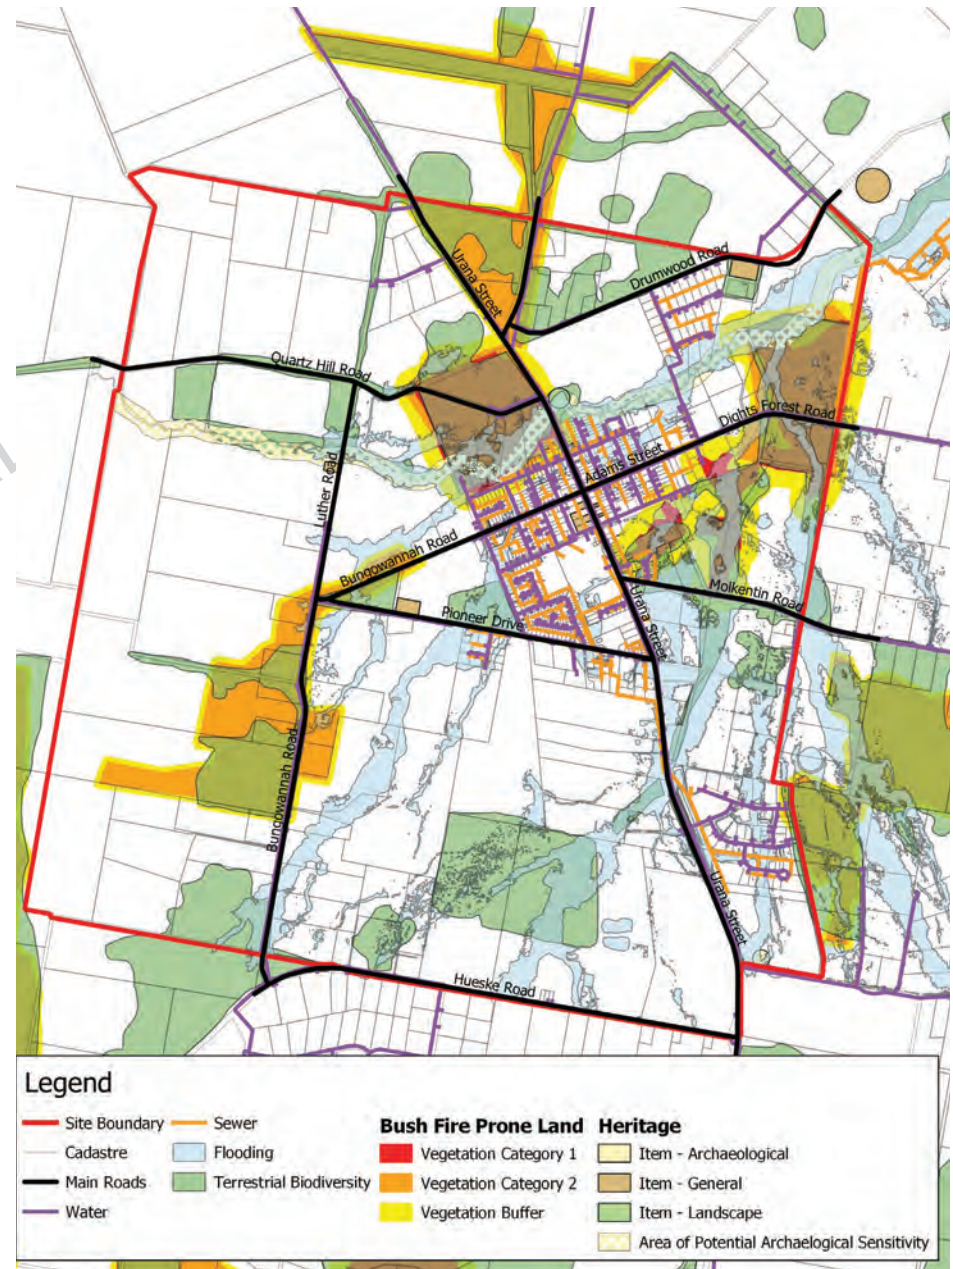 Urana Street
Drumwood Road
Quartz Hill Road
Dights Forest Road
Adams Street
Luther Road
Bungowannah Road
Molkentin Road
Pioneer Drive
Urana Street
Bungowannah Road
Urana Street
Hueske Road
Legend
Site Boundary
Cadastre
Main Roads
Water
Sewer
Flooding
Terrestrial Biodiversity
Bush Fire Prone Land
Vegetation Category 1
Vegetation Category 2
Vegetation Buffer
Heritage
Item - Archaeological
Item - General
Item - Landscape
Area of Potential Archaelogical Sensitivity